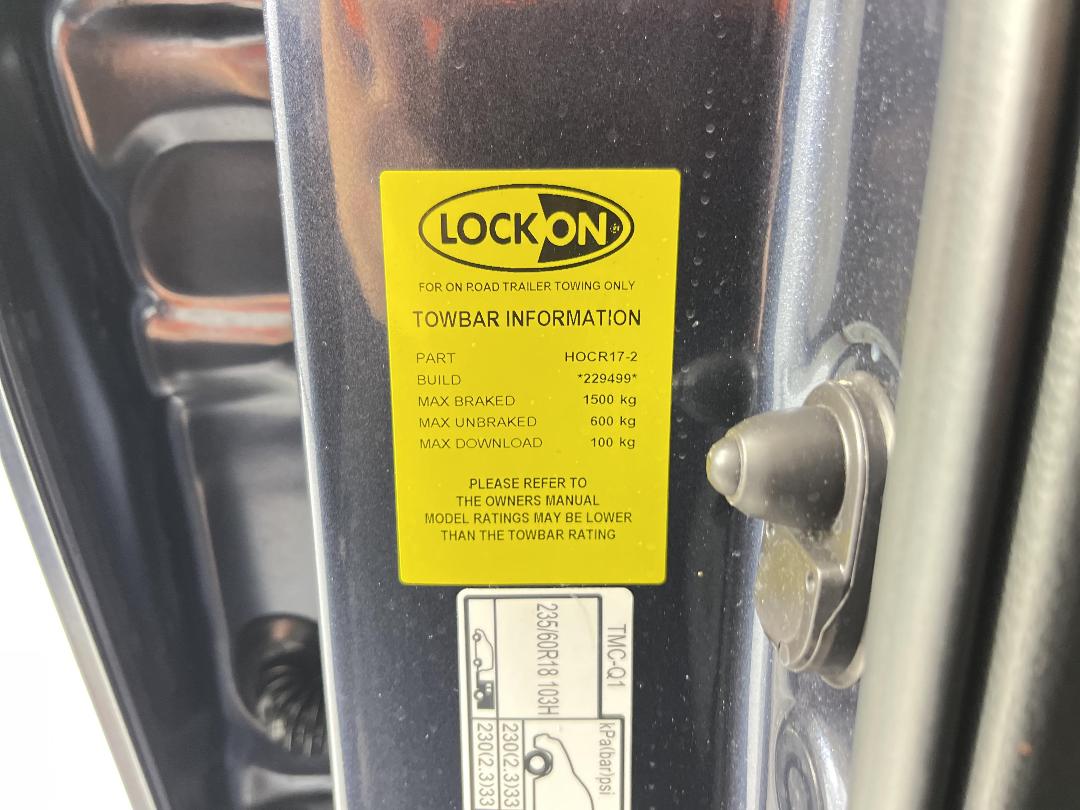 LOCK ON
FOR ON ROAD TRAILER TOWING ONLY
TOWBAR INFORMATION
PART HOCR17-2
BUILD *229499*
MAX BRAKED 1500 kg
MAX UNBRAKED 600 kg
MAX DOWNLOAD 100 kg
PLEASE REFER TO
THE OWNERS MANUAL
MODEL RATINGS MAY BE LOWER
THAN THE TOWBAR RATING
TMC-Q1
235/60R18 103H
kPa(bar)psi
230(2.3)33
230(2.3)33